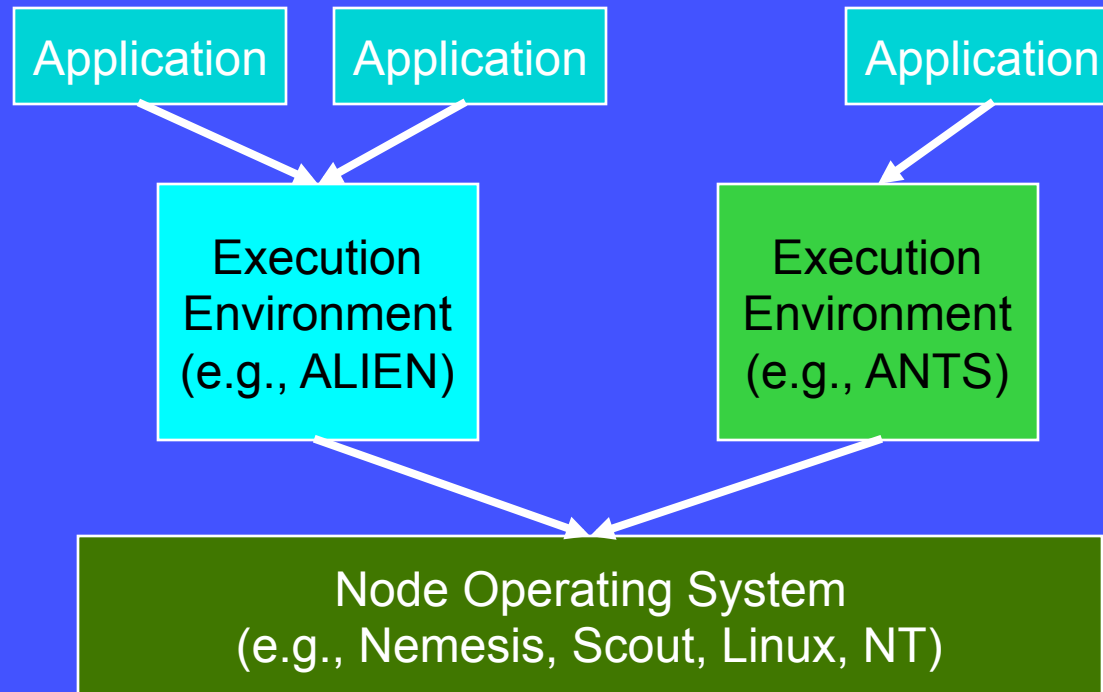 Application
Application
Application
Execution
Environment
(e.g., ALIEN)
Execution
Environment
(e.g., ANTS)
Node Operating System
(e.g., Nemesis, Scout, Linux, NT)